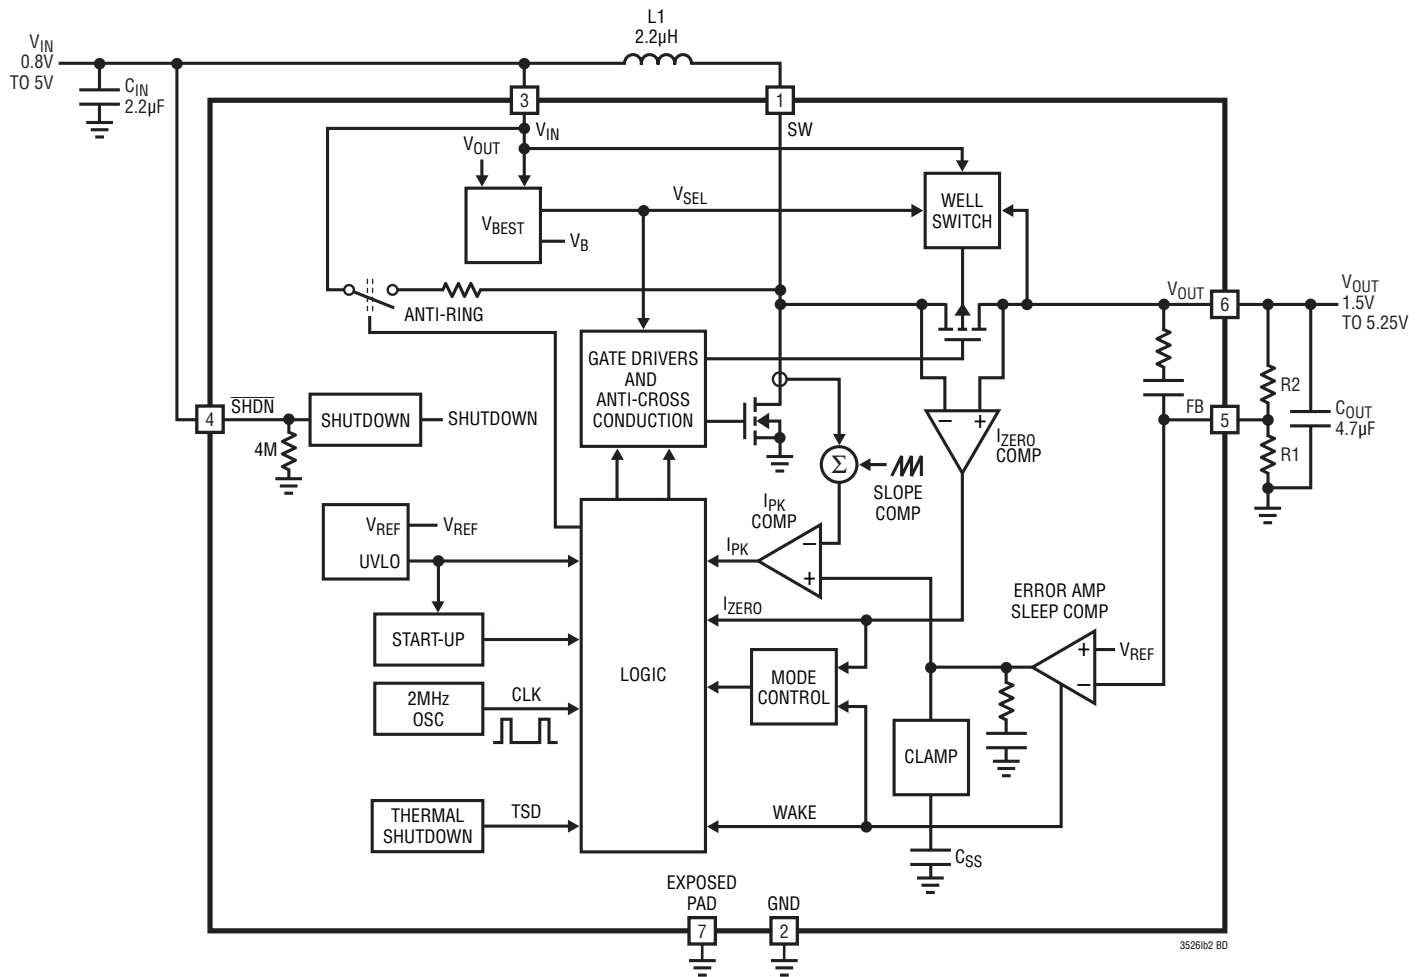 L1
2.2µH
VIN
0.8V
TO 5V
CIN
2.2µF
3
1
VIN
SW
VOUT
VBEST
VSEL
VB
WELL
SWITCH
ANTI-RING
VOUT
6
VOUT
1.5V
TO 5.25V
GATE DRIVERS
AND
ANTI-CROSS
CONDUCTION
R2
4
SHDN
SHUTDOWN
SHUTDOWN
4M
FB
5
COUT
4.7µF
R1
– +
IZERO
COMP
Σ
SLOPE
COMP
IPK
COMP
VREF
VREF
UVLO
IPK
–
+
IZERO
ERROR AMP
SLEEP COMP
START-UP
LOGIC
MODE
CONTROL
+
VREF
–
2MHz
OSC
CLK
CLAMP
THERMAL
SHUTDOWN
TSD
WAKE
CSS
EXPOSED
PAD
GND
7
2
3526lb2 BD